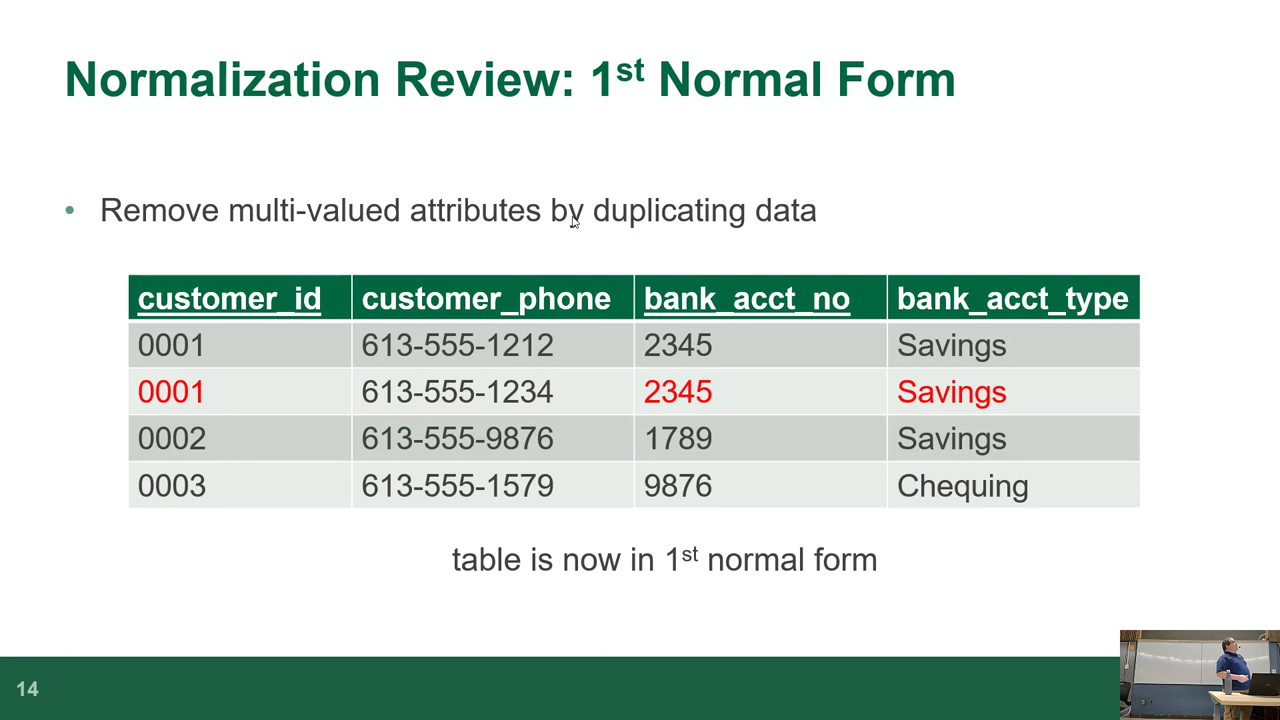 Normalization Review: 1st Normal Form
• Remove multi-valued attributes by duplicating data
customer_id customer_phone bank_acct_no bank_acct_type
0001 613-555-1212 2345 Savings
0001 613-555-1234 2345 Savings
0002 613-555-9876 1789 Savings
0003 613-555-1579 9876 Chequing
table is now in 1st normal form
14